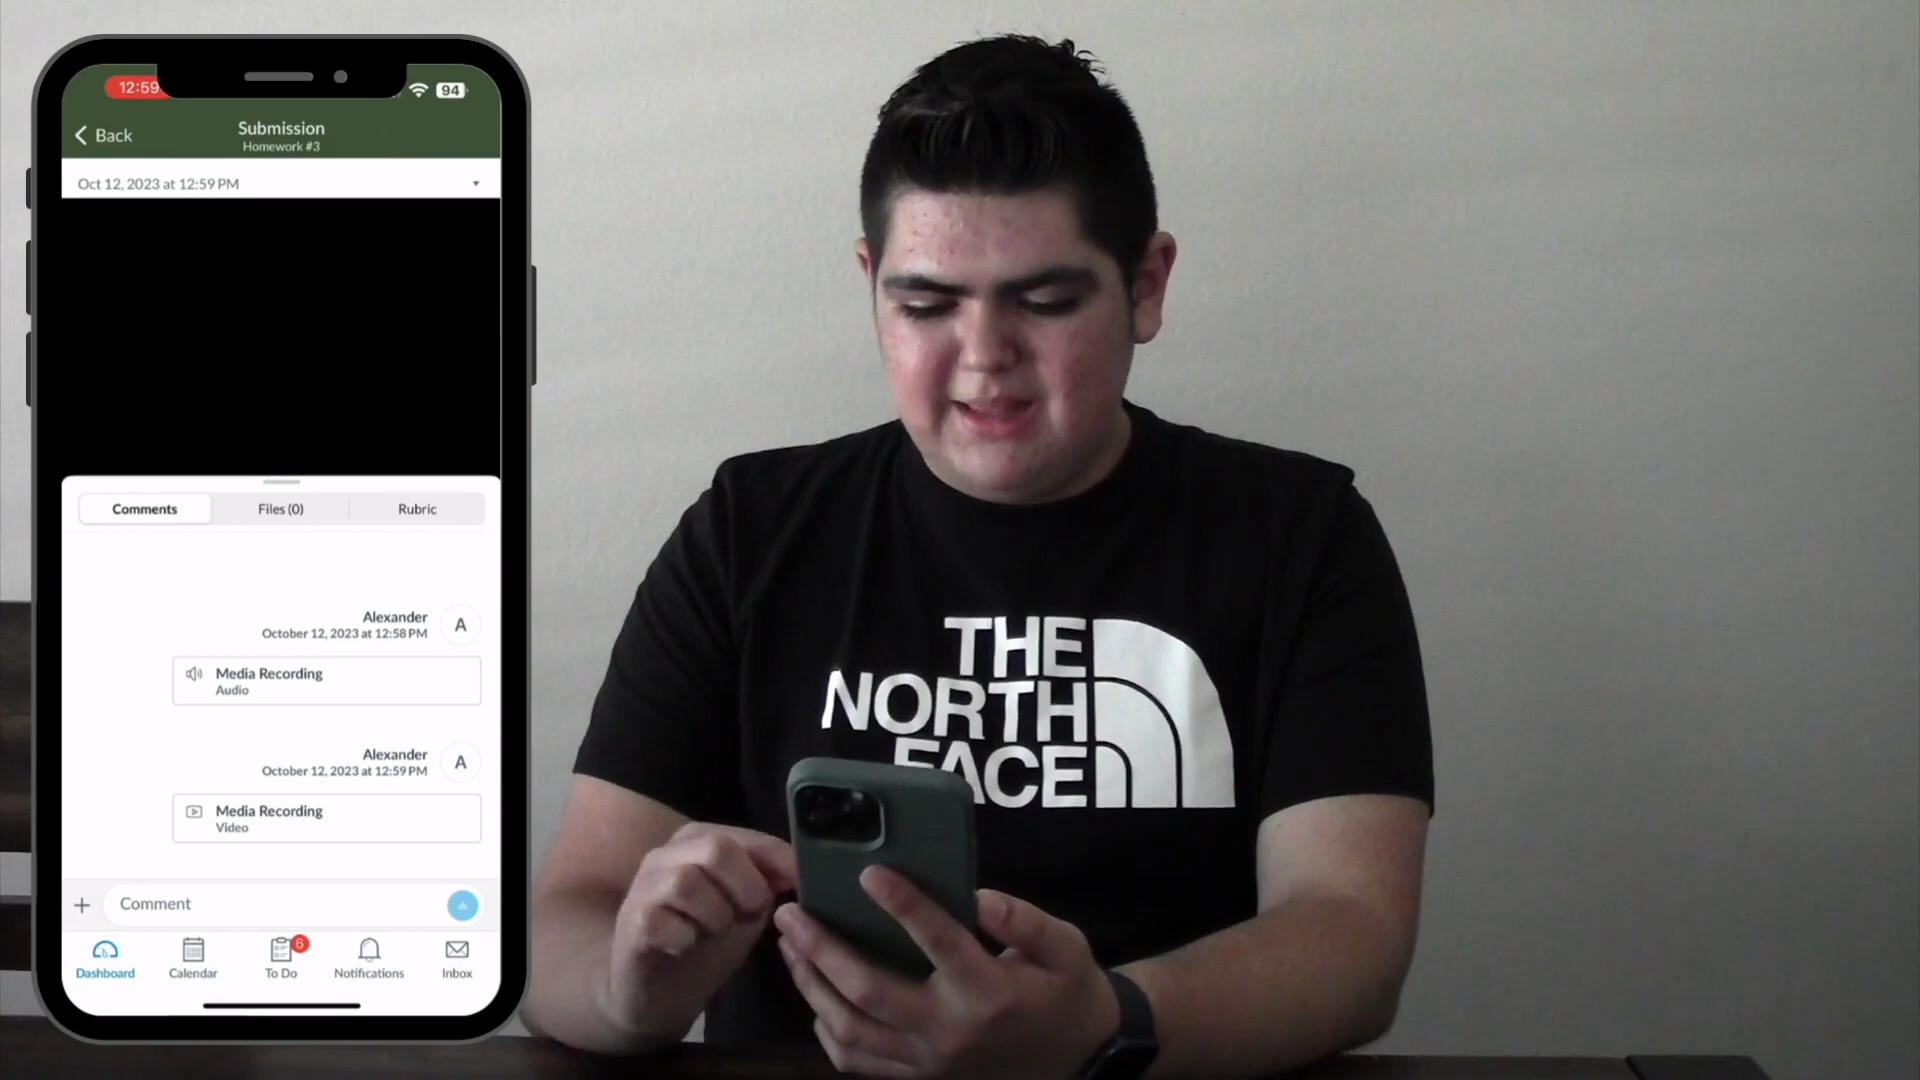 12:59
94
Back
Submission
Homework #3
Oct 12, 2023 at 12:59 PM
Comments
Files (0)
Rubric
Alexander
October 12, 2023 at 12:58 PM
A
Media Recording
Audio
Alexander
October 12, 2023 at 12:59 PM
A
Media Recording
Video
Comment
6
Dashboard
Calendar
To Do
Notifications
Inbox
THE
NORTH
FACE